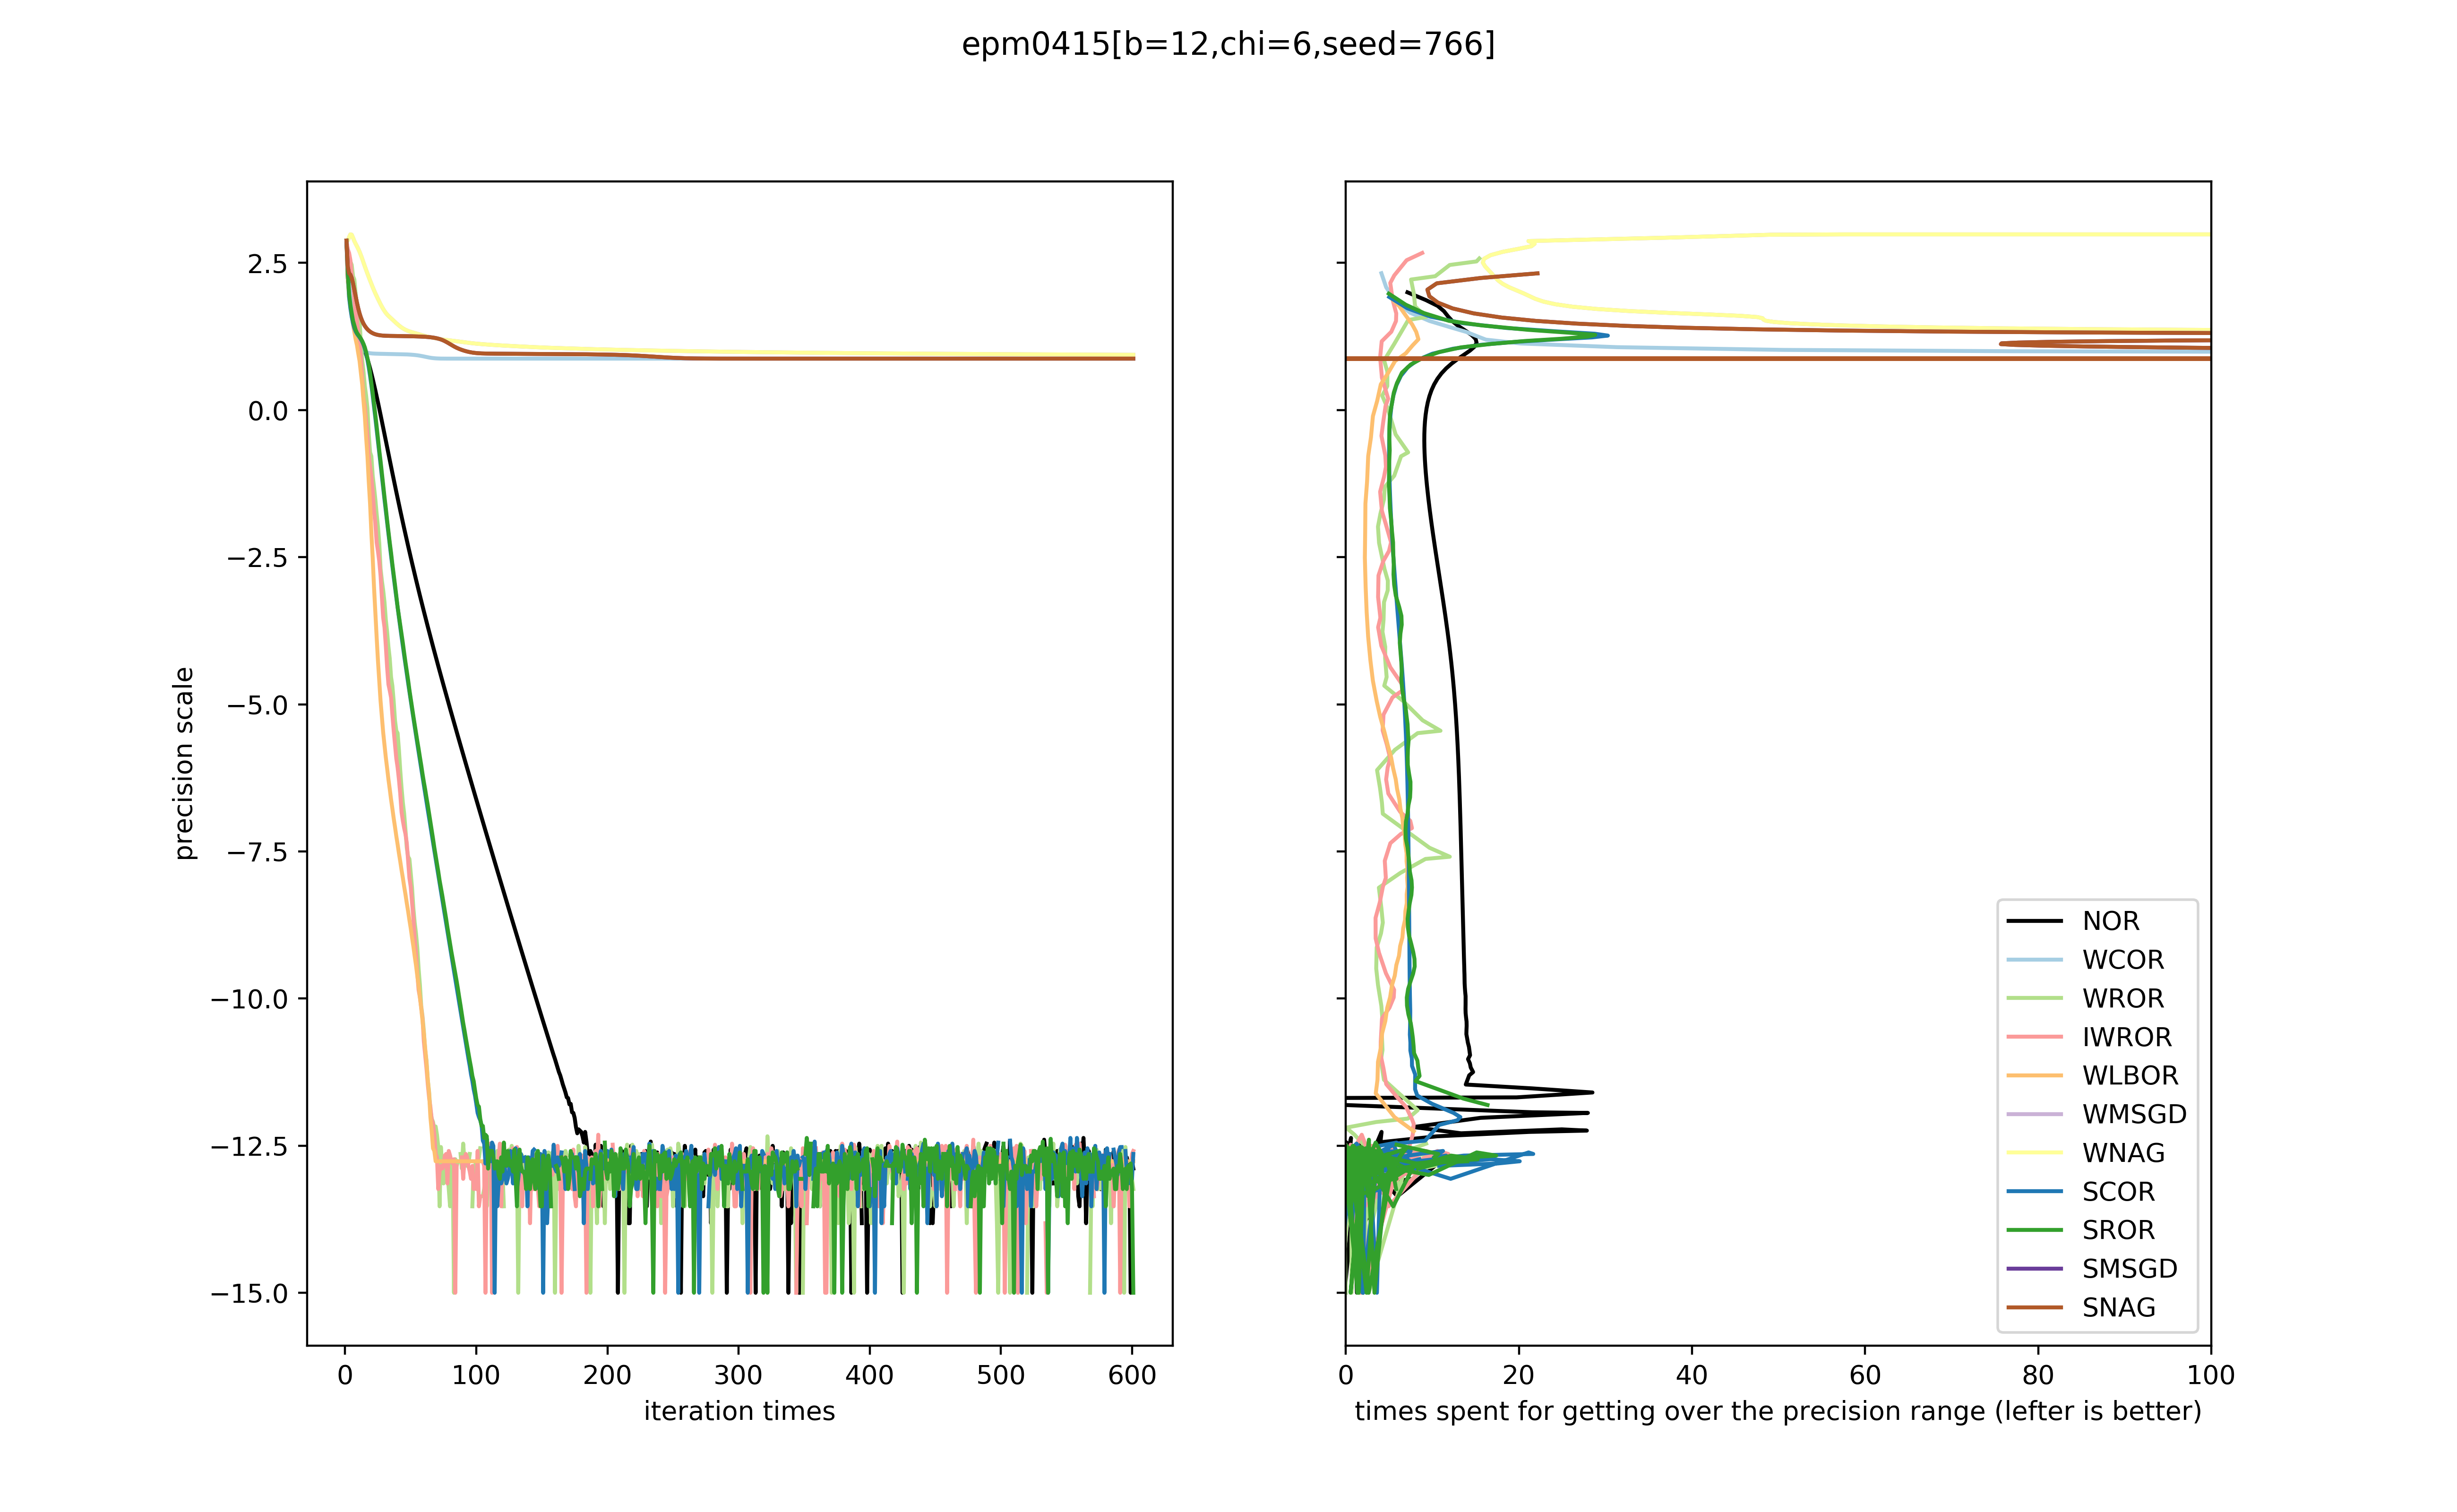 epm0415[b=12,chi=6,seed=766]
precision scale
2.5
0.0
−2.5
−5.0
−7.5
−10.0
−12.5
−15.0
0 100 200 300 400 500 600
iteration times
0 20 40 60 80 100
times spent for getting over the precision range (lefter is better)
NOR
WCOR
WROR
IWROR
WLBOR
WMSGD
WNAG
SCOR
SROR
SMSGD
SNAG